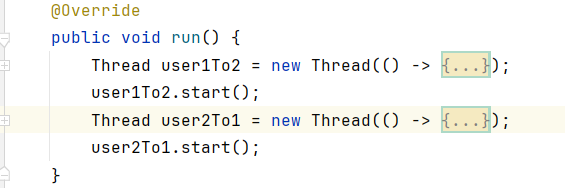 @Override
public void run() {
Thread user1To2 = new Thread(() -> {...});
user1To2.start();
Thread user2To1 = new Thread(() -> {...});
user2To1.start();
}